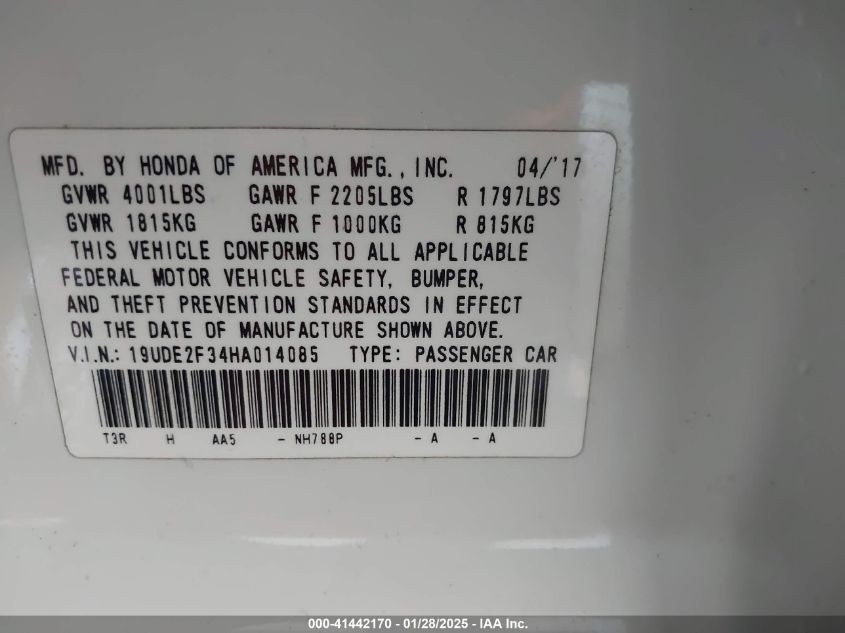 MFD. BY HONDA OF AMERICA MFG., INC. 04/'17
GVWR 4001LBS GAWR F 2205LBS R 1797LBS
GVWR 1815KG GAWR F 1000KG R 815KG
THIS VEHICLE CONFORMS TO ALL APPLICABLE
FEDERAL MOTOR VEHICLE SAFETY, BUMPER,
AND THEFT PREVENTION STANDARDS IN EFFECT
ON THE DATE OF MANUFACTURE SHOWN ABOVE.
V.I.N.: 19UDE2F34HA014085 TYPE: PASSENGER CAR
T3R H AA5 - NH788P - A - A
000-41442170 - 01/28/2025 - IAA Inc.